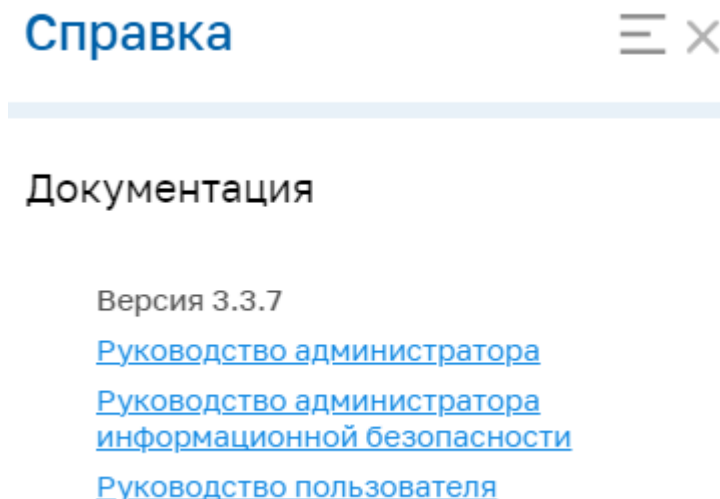 Справка
Документация
Версия 3.3.7
Руководство администратора
Руководство администратора
информационной безопасности
Руководство пользователя